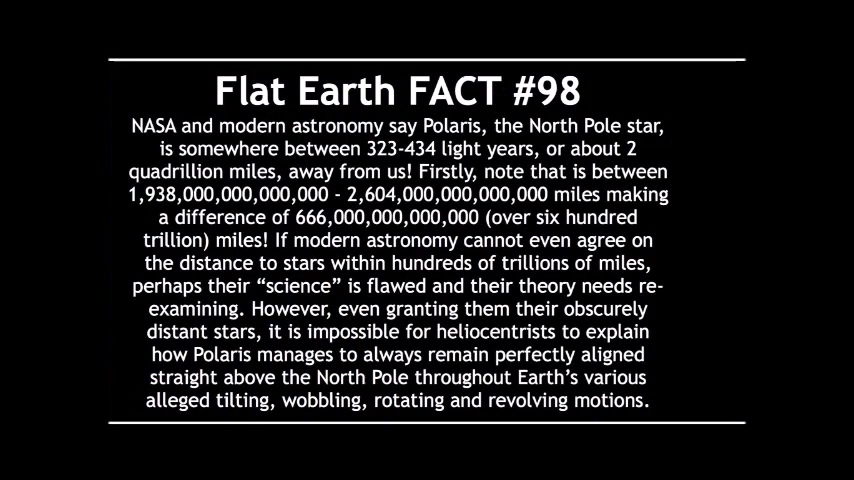 Flat Earth FACT #98
NASA and modern astronomy say Polaris, the North Pole star,
is somewhere between 323-434 light years, or about 2
quadrillion miles, away from us! Firstly, note that is between
1,938,000,000,000,000 - 2,604,000,000,000,000 miles making
a difference of 666,000,000,000,000 (over six hundred
trillion) miles! If modern astronomy cannot even agree on
the distance to stars within hundreds of trillions of miles,
perhaps their “science” is flawed and their theory needs re-
examining. However, even granting them their obscurely
distant stars, it is impossible for heliocentrists to explain
how Polaris manages to always remain perfectly aligned
straight above the North Pole throughout Earth’s various
alleged tilting, wobbling, rotating and revolving motions.